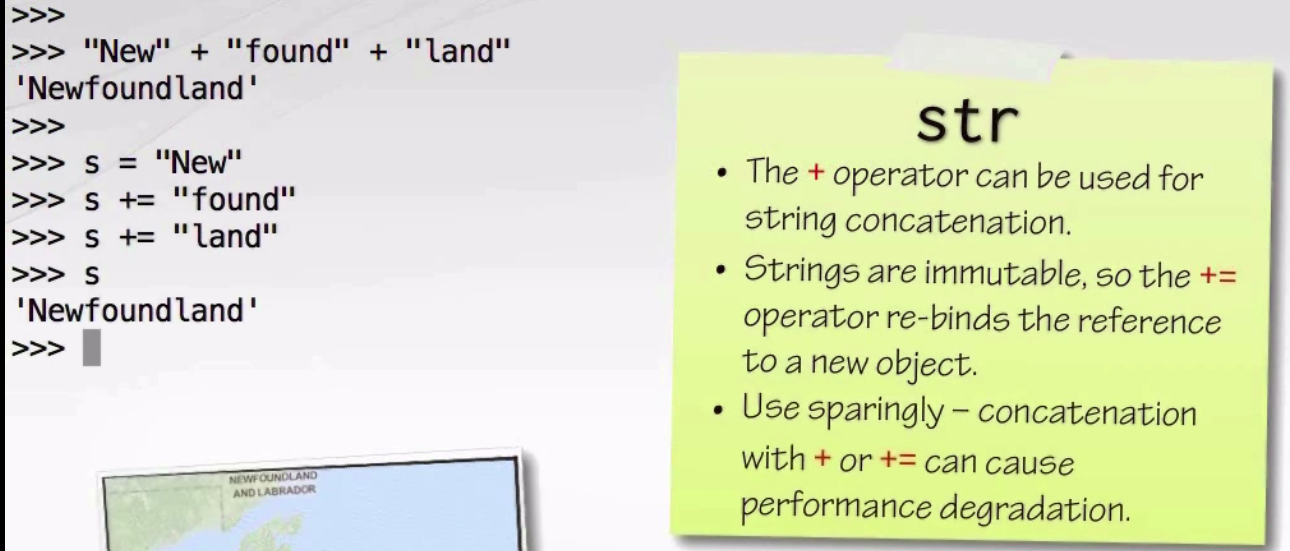 >>>
>>> "New" + "found" + "land"
'Newfoundland'
>>>
>>> s = "New"
>>> s += "found"
>>> s += "land"
>>> s
'Newfoundland'
>>>
str
• The + operator can be used for
string concatenation.
• Strings are immutable, so the +=
operator re-binds the reference
to a new object.
• Use sparingly – concatenation
with + or += can cause
performance degradation.
NEWFOUNDLAND
AND LABRADOR